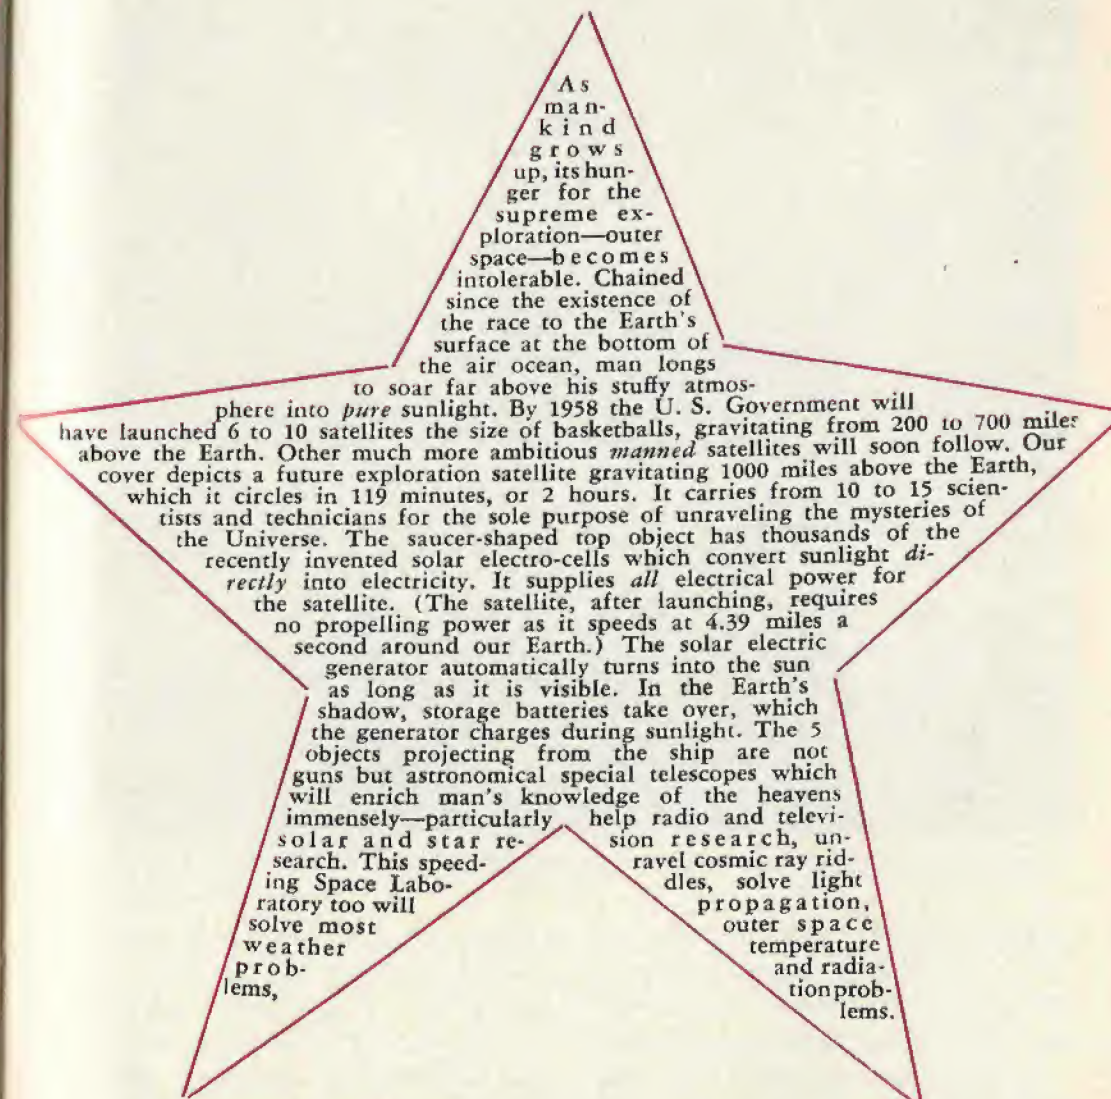 As
man-
kind
grows
up, its hun-
ger for the
supreme ex-
ploration—outer
space—becomes
intolerable. Chained
since the existence of
the race to the Earth's
surface at the bottom of
the air ocean, man longs
to soar far above his stuffy atmos-
phere into pure sunlight. By 1958 the U. S. Government will
have launched 6 to 10 satellites the size of basketballs, gravitating from 200 to 700 miles
above the Earth. Other much more ambitious manned satellites will soon follow. Our
cover depicts a future exploration satellite gravitating 1000 miles above the Earth,
which it circles in 119 minutes, or 2 hours. It carries from 10 to 15 scien-
tists and technicians for the sole purpose of unraveling the mysteries of
the Universe. The saucer-shaped top object has thousands of the
recently invented solar electro-cells which convert sunlight di-
rectly into electricity. It supplies all electrical power for
the satellite. (The satellite, after launching, requires
no propelling power as it speeds at 4.39 miles a
second around our Earth.) The solar electric
generator automatically turns into the sun
as long as it is visible. In the Earth's
shadow, storage batteries take over, which
the generator charges during sunlight. The 5
objects projecting from the ship are not
guns but astronomical special telescopes which
will enrich man's knowledge of the heavens
immensely—particularly
solar and star re-
search. This speed-
ing Space Labo-
ratory too will
solve most
weather
prob-
lems,
help radio and televi-
sion research, un-
ravel cosmic ray rid-
dles, solve light
propagation,
outer space
temperature
and radia-
tion prob-
lems.